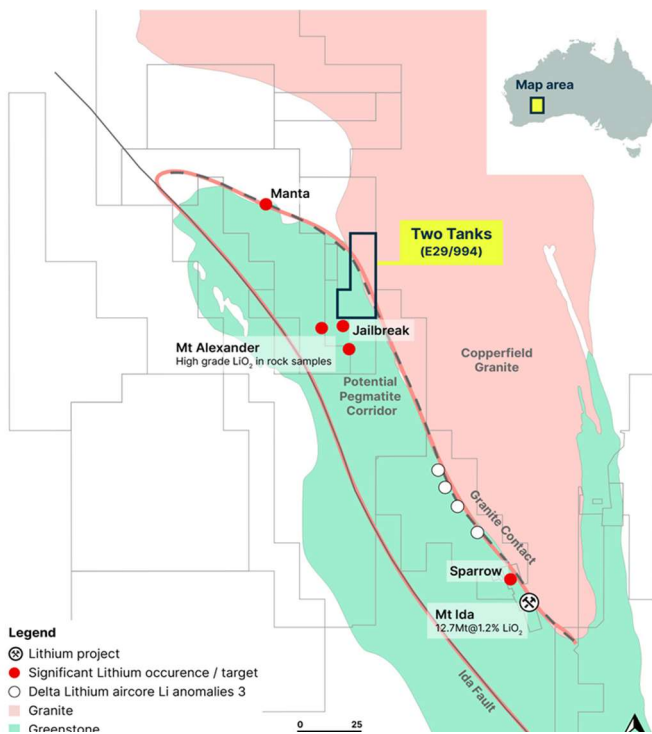 Map area
Manta
Two Tanks
(E29/994)
Jailbreak
Mt Alexander
High grade LiO₂ in rock samples
Copperfield
Granite
Potential
Pegmatite
Corridor
Granite Contact
Sparrow
Mt Ida
12.7Mt@1.2% LiO₂
Ida Fault
Legend
Lithium project
Significant Lithium occurence / target
Delta Lithium aircore Li anomalies 3
Granite
Greenstone
0 25